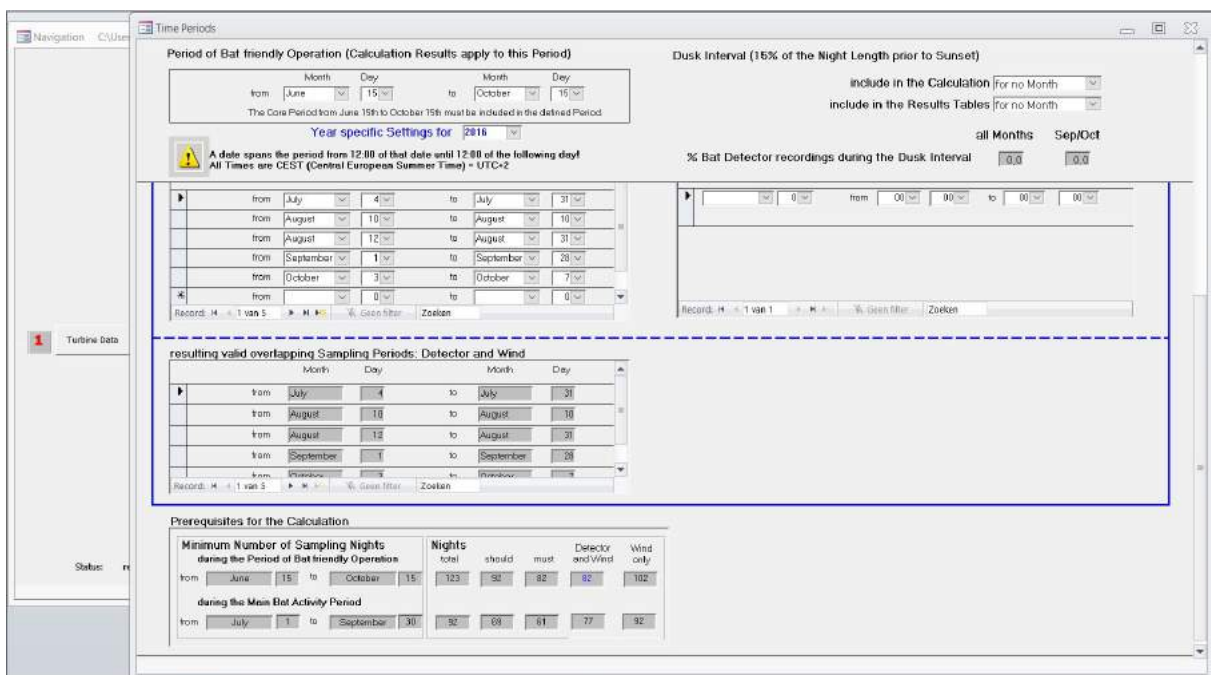 Time Periods
Navigation C:\User
Period of Bat friendly Operation (Calculation Results apply to this Period)
Month Day Month Day
from June 15 to October 15
The Core Period from June 15th to October 15th must be included in the defined Period
Year specific Settings for 2016
A date spans the period from 12:00 of that date until 12:00 of the following day!
All Times are CEST (Central European Summer Time) = UTC+2
Dusk Interval (15% of the Night Length prior to Sunset)
include in the Calculation for no Month
include in the Results Tables for no Month
all Months Sep/Oct
% Bat Detector recordings during the Dusk Interval 0,0 0,0
from July 4 to July 31
from August 10 to August 10
from August 12 to August 31
from September 1 to September 28
from October 3 to October 7
from 0 to 0
Record: 1 van 5 Geen filter Zoeken
0 from 00 00 to 00 00
Record: 1 van 1 Geen filter Zoeken
1 Turbine Data
resulting valid overlapping Sampling Periods: Detector and Wind
Month Day Month Day
from July 4 to July 31
from August 10 to August 10
from August 12 to August 31
from September 1 to September 28
from October 3 to October 7
Record: 1 van 5 Geen filter Zoeken
Prerequisites for the Calculation
Minimum Number of Sampling Nights
during the Period of Bat friendly Operation
Nights
total should must Detector and Wind Wind only
from June 15 to October 15 123 92 82 82 102
during the Main Bat Activity Period
from July 1 to September 30 92 69 61 77 92
Status: re